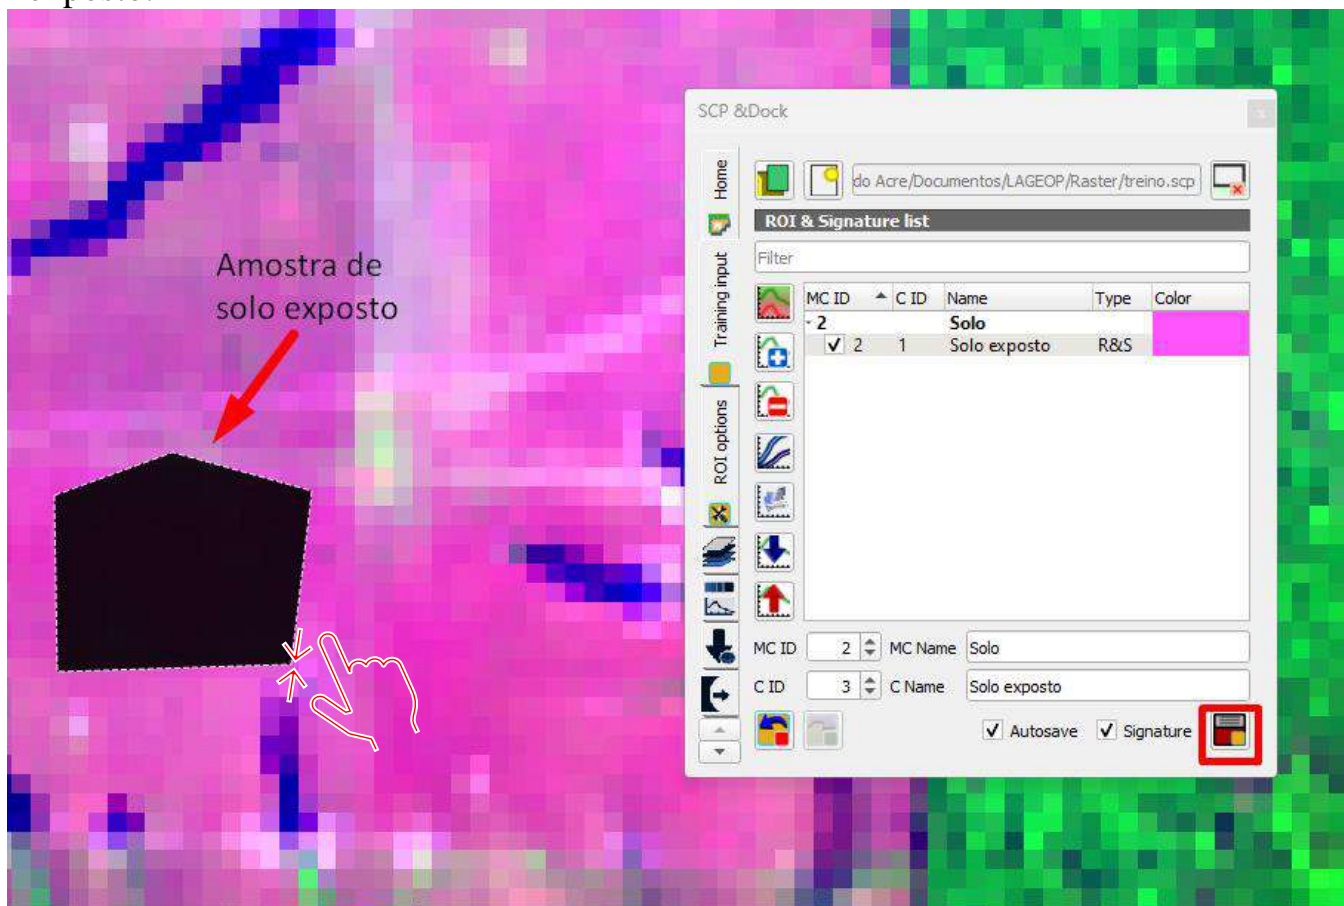 Amostra de
solo exposto
SCP &Dock
Home
Training input
ROI options
do Acre/Documentos/LAGEOP/Raster/treino.scp
ROI & Signature list
Filter
MC ID C ID Name Type Color
2 Solo
2 1 Solo exposto R&S
MC ID 2 MC Name Solo
C ID 3 C Name Solo exposto
Autosave Signature